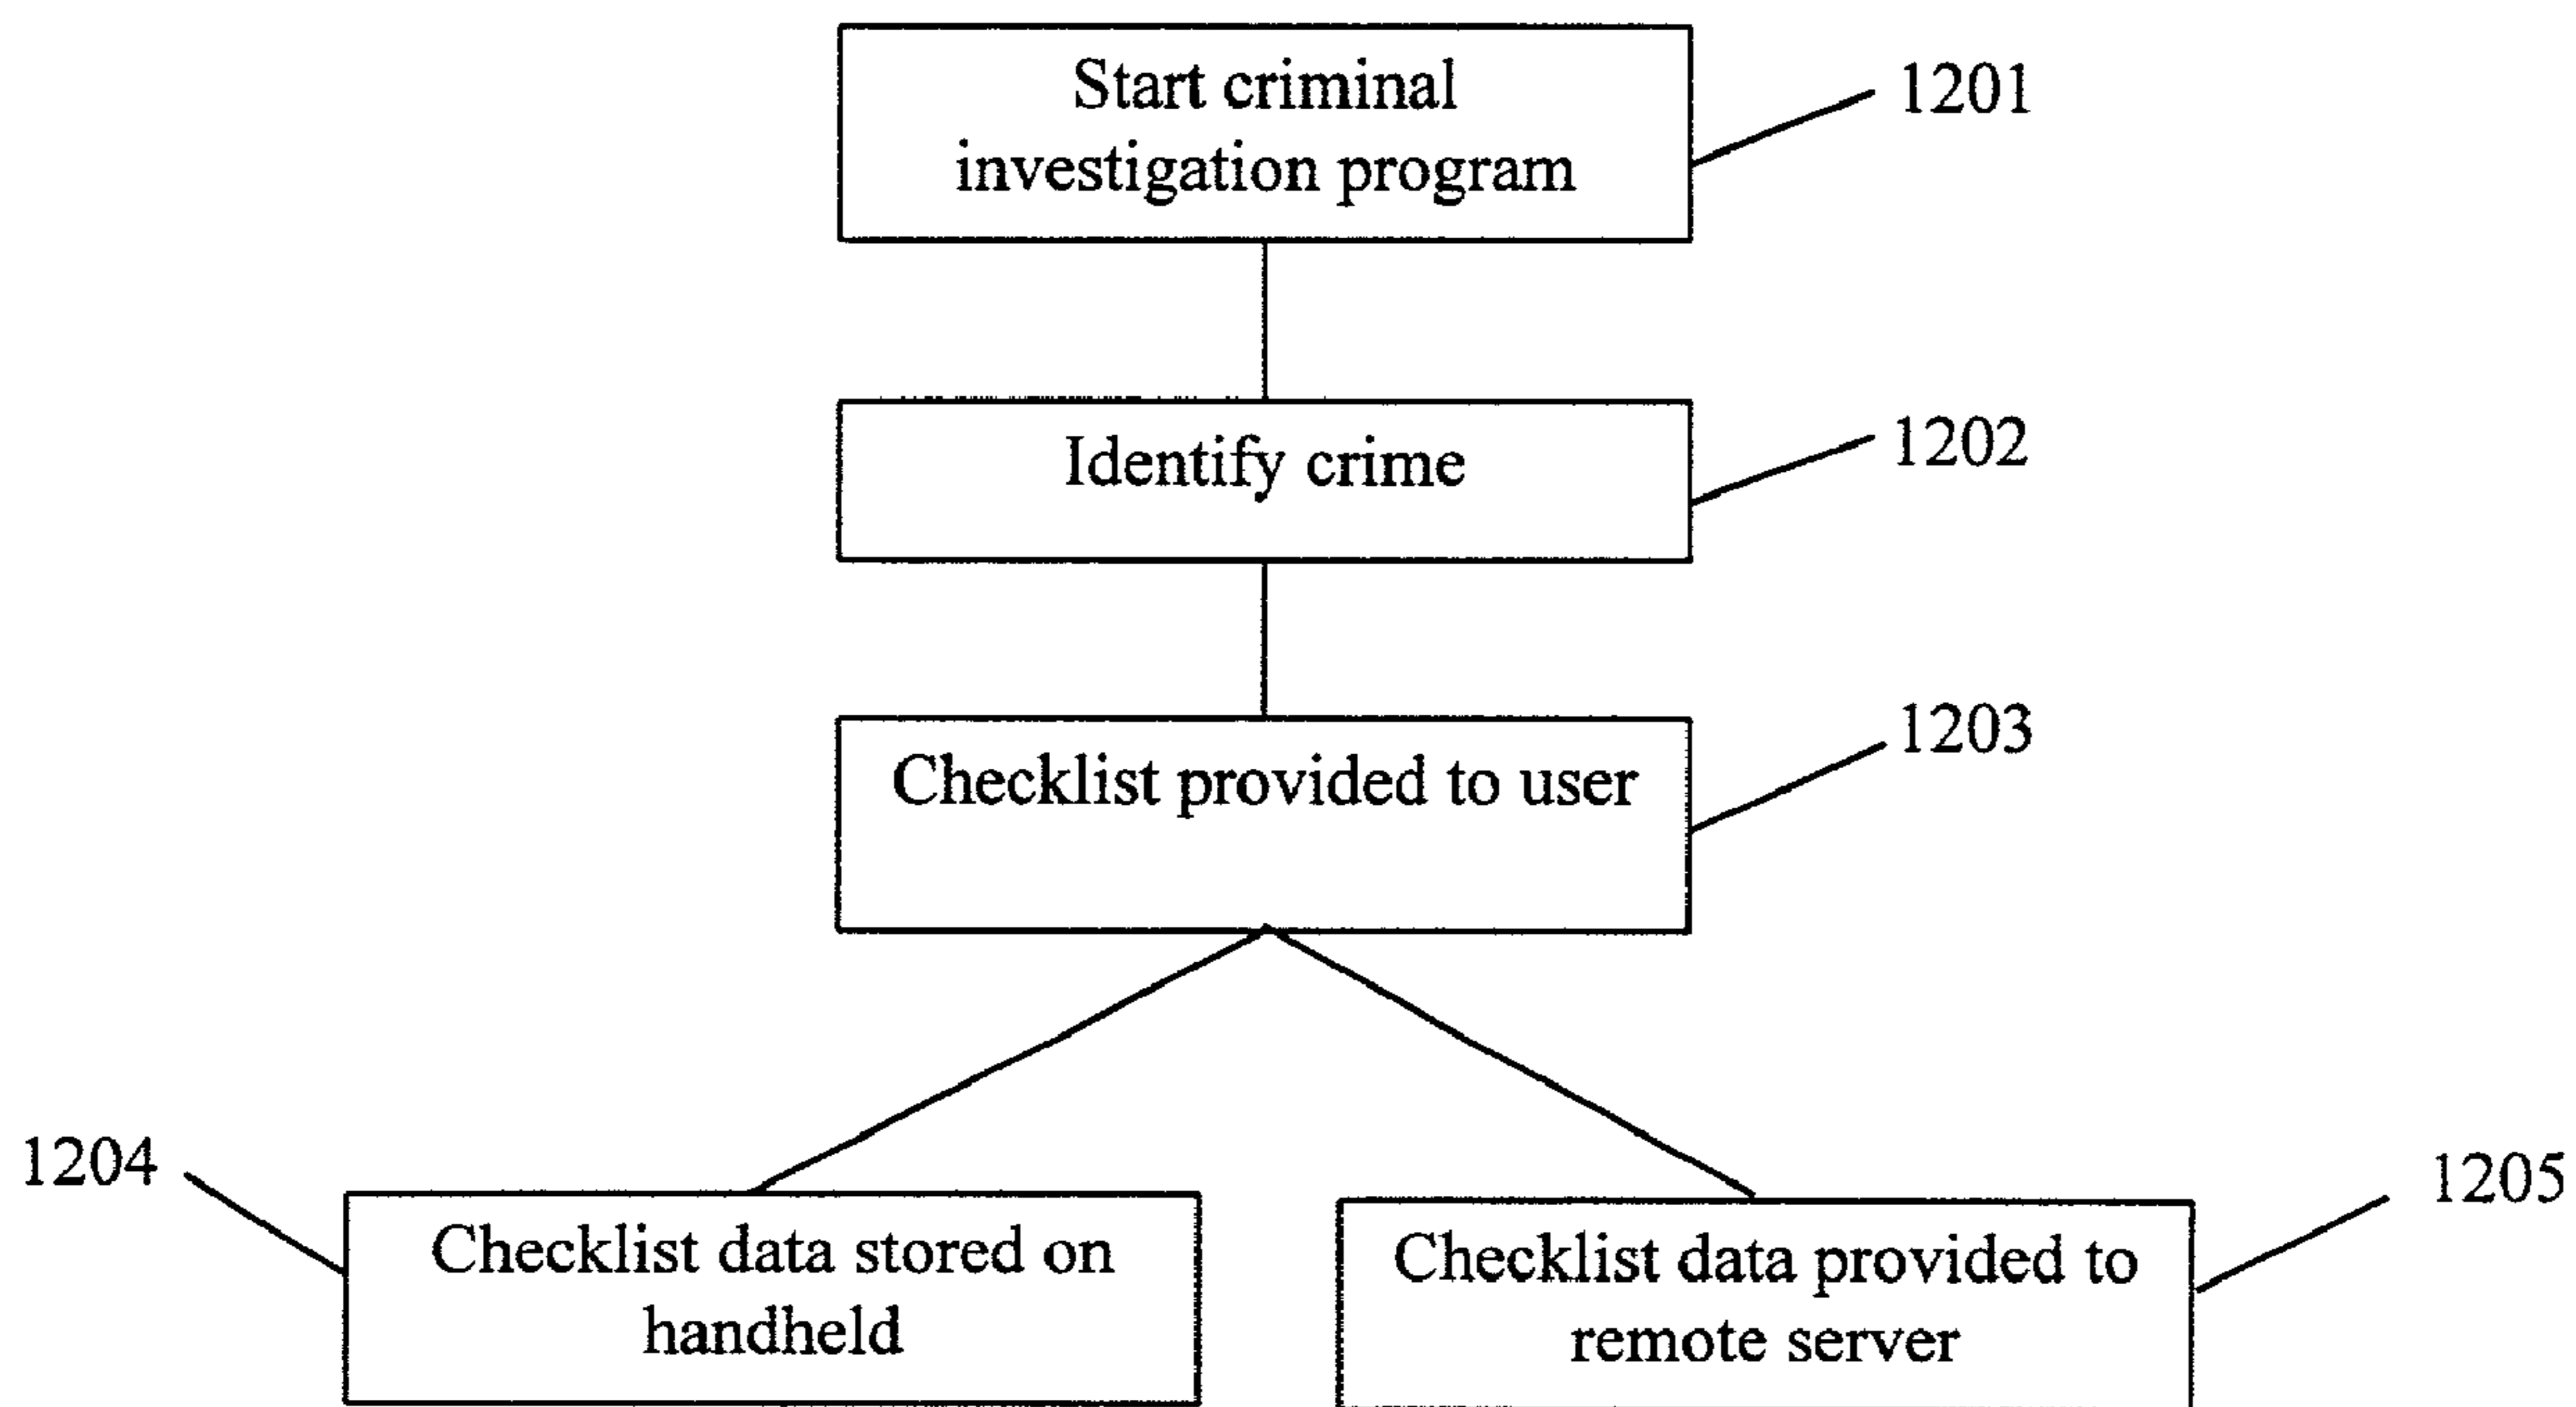 Start criminal
investigation program
1201
Identify crime
1202
Checklist provided to user
1203
1204
Checklist data stored on
handheld
Checklist data provided to
remote server
1205